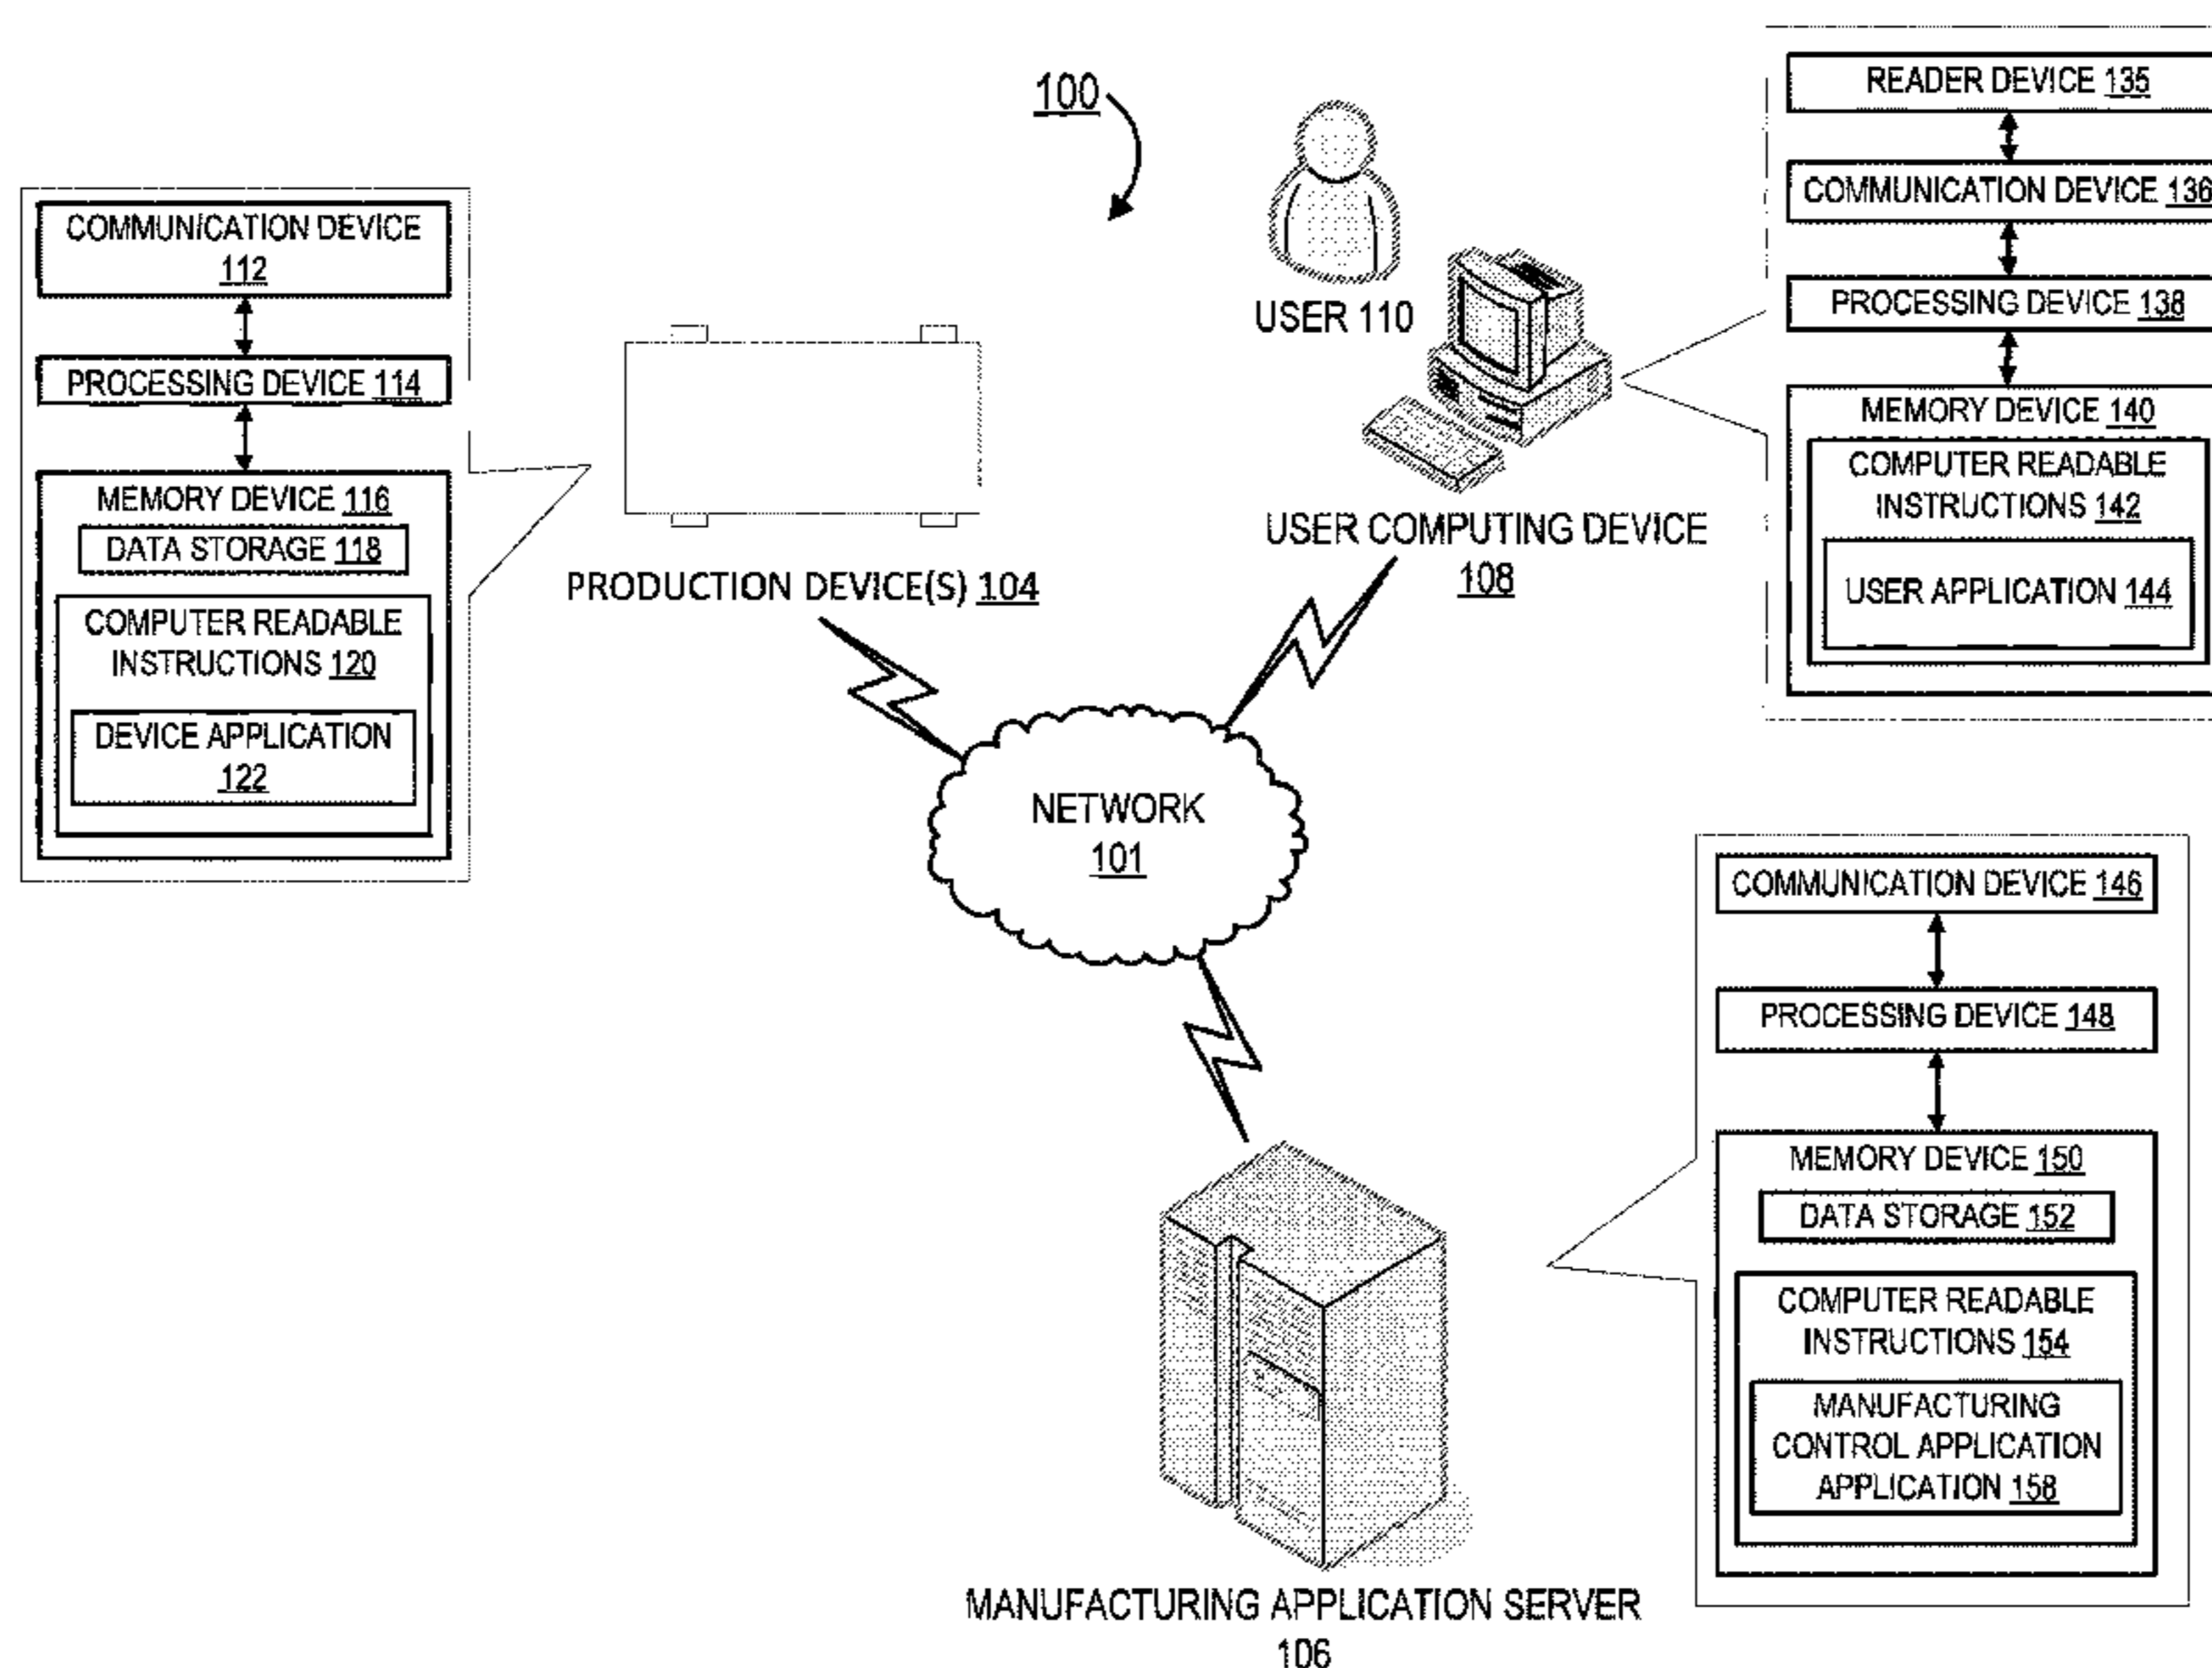 100
COMMUNICATION DEVICE
112
PROCESSING DEVICE 114
MEMORY DEVICE 116
DATA STORAGE 118
COMPUTER READABLE
INSTRUCTIONS 120
DEVICE APPLICATION
122
PRODUCTION DEVICE(S) 104
USER 110
USER COMPUTING DEVICE
108
READER DEVICE 135
COMMUNICATION DEVICE 136
PROCESSING DEVICE 138
MEMORY DEVICE 140
COMPUTER READABLE
INSTRUCTIONS 142
USER APPLICATION 144
NETWORK
101
COMMUNICATION DEVICE 146
PROCESSING DEVICE 148
MEMORY DEVICE 150
DATA STORAGE 152
COMPUTER READABLE
INSTRUCTIONS 154
MANUFACTURING
CONTROL APPLICATION
APPLICATION 158
MANUFACTURING APPLICATION SERVER
106